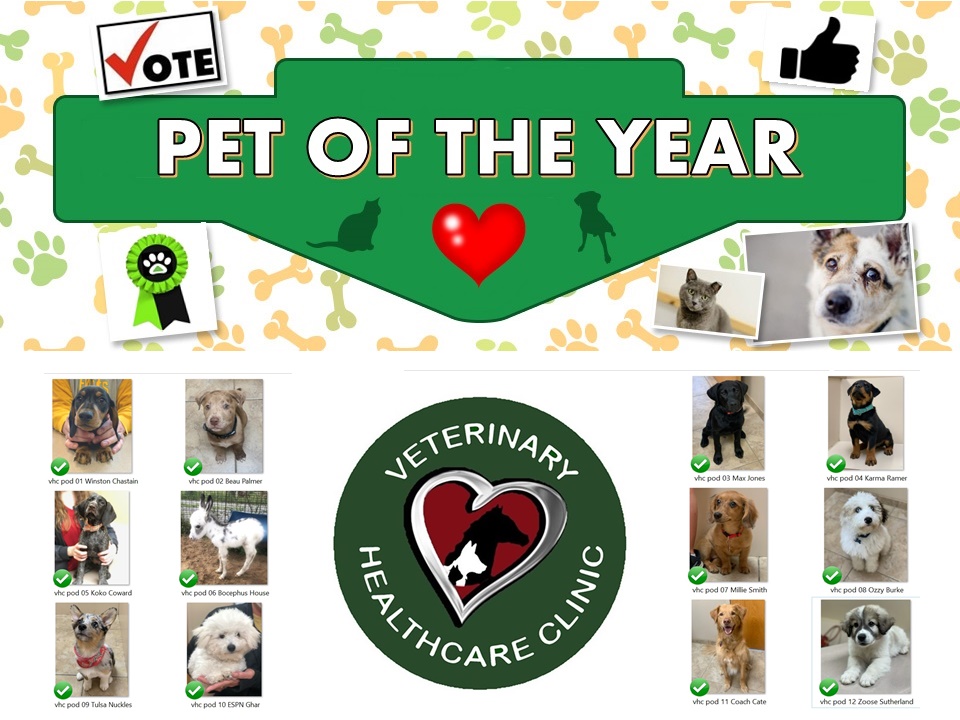 VOTE
PET OF THE YEAR
vhc pod 01 Winston Chastain
vhc pod 02 Beau Palmer
vhc pod 03 Max Jones
vhc pod 04 Karma Ramer
vhc pod 05 Koko Coward
vhc pod 06 Bocephus House
vhc pod 07 Millie Smith
vhc pod 08 Ozzy Burke
vhc pod 09 Tulsa Nuckles
vhc pod 10 ESPN Ghar
vhc pod 11 Coach Cate
vhc pod 12 Zoose Sutherland
VETERINARY
HEALTHCARE CLINIC